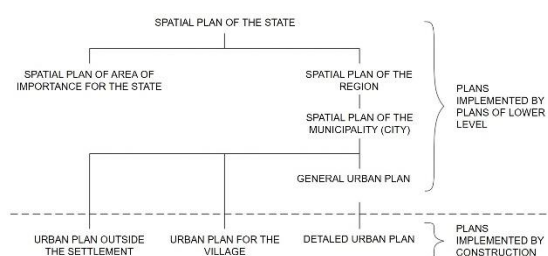 SPATIAL PLAN OF THE STATE
SPATIAL PLAN OF AREA OF
IMPORTANCE FOR THE STATE
SPATIAL PLAN OF THE
REGION
SPATIAL PLAN OF THE
MUNICIPALITY (CITY)
GENERAL URBAN PLAN
PLANS
IMPLEMENTED BY
PLANS OF LOWER
LEVEL
URBAN PLAN OUTSIDE
THE SETTLEMENT
URBAN PLAN FOR THE
VILLAGE
DETALED URBAN PLAN
PLANS
IMPLEMENTED BY
CONSTRUCTION